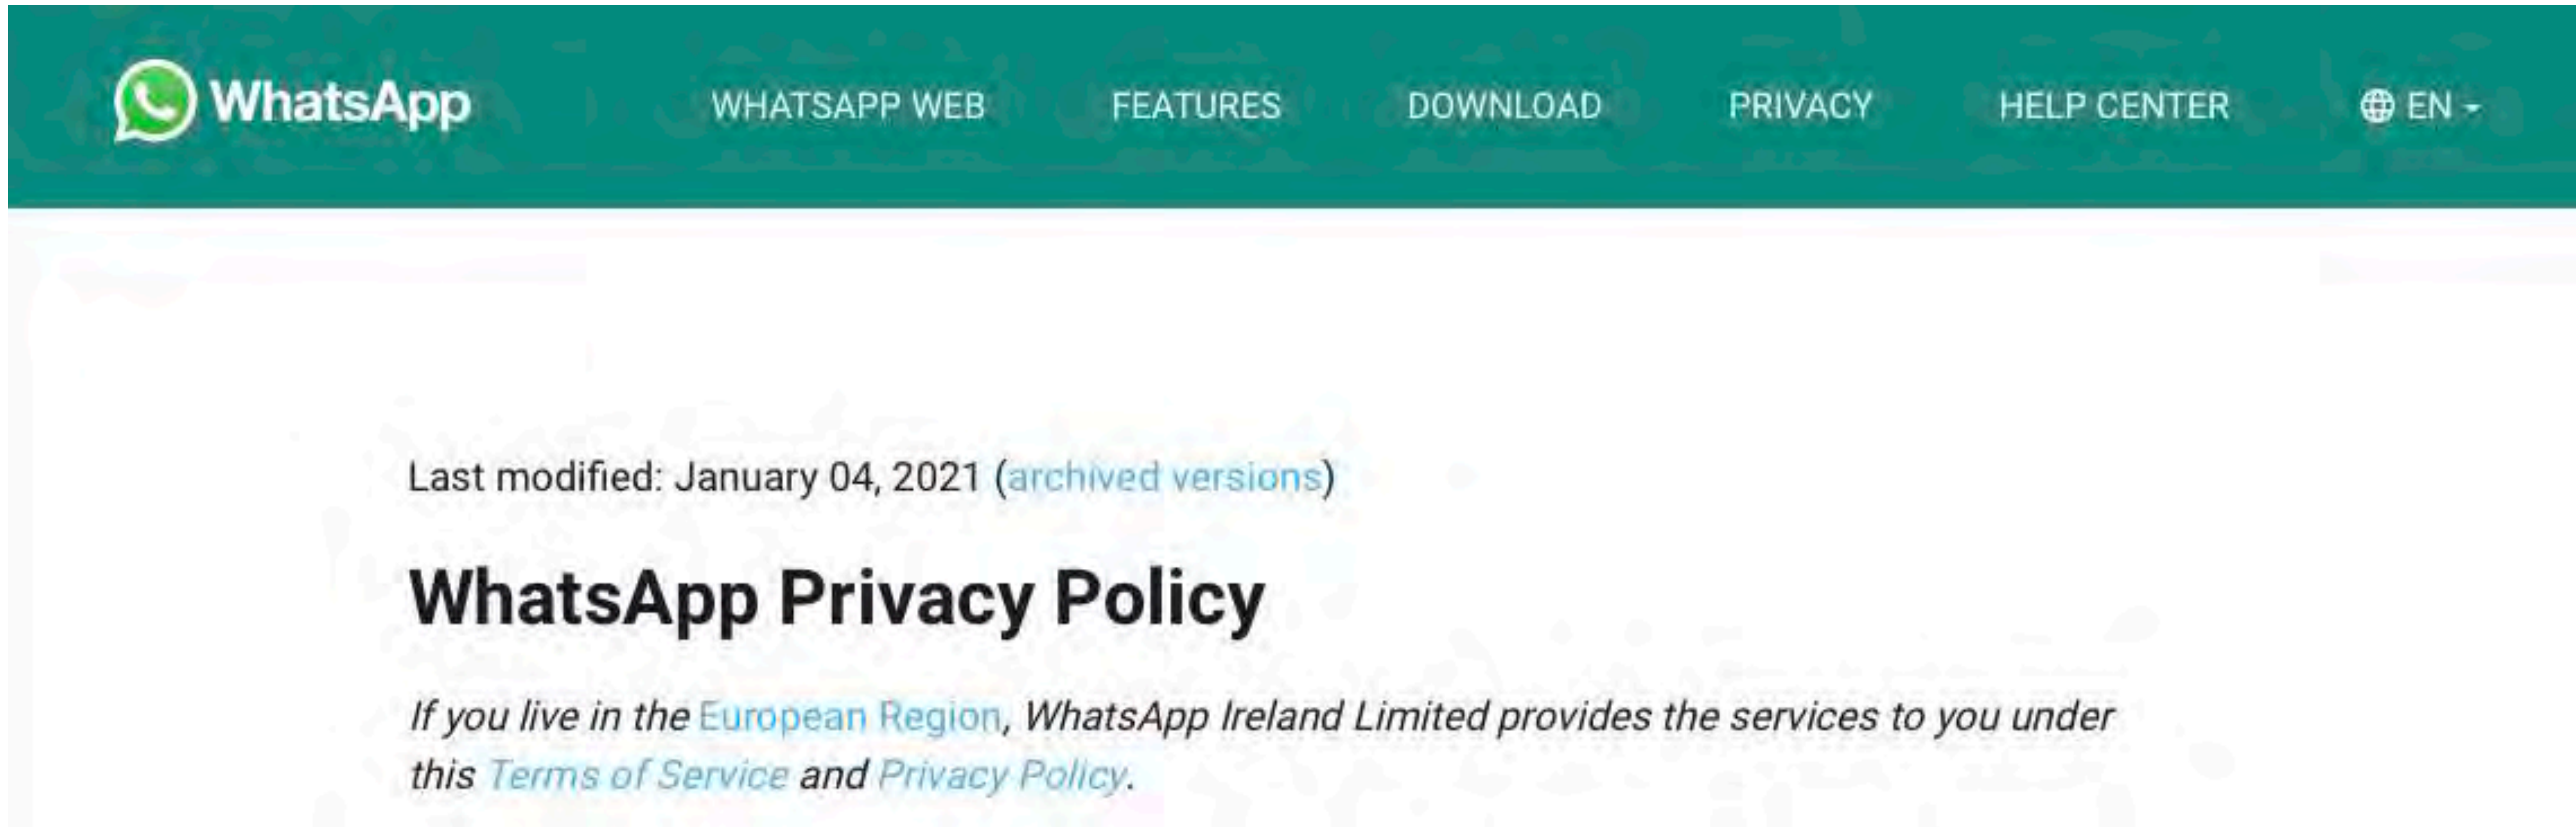 WhatsApp WHATSAPP WEB FEATURES DOWNLOAD PRIVACY HELP CENTER EN
Last modified: January 04, 2021 (archived versions)
WhatsApp Privacy Policy
If you live in the European Region, WhatsApp Ireland Limited provides the services to you under
this Terms of Service and Privacy Policy.